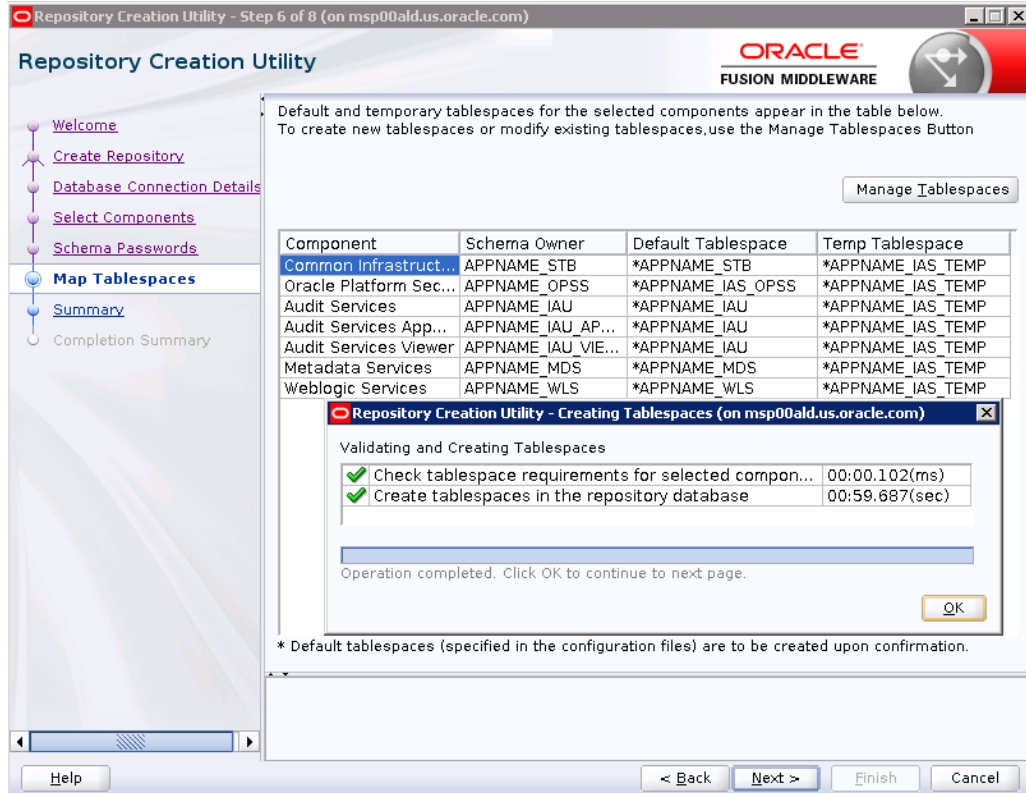 Repository Creation Utility - Step 6 of 8 (on msp00ald.us.oracle.com)
Repository Creation Utility
ORACLE
FUSION MIDDLEWARE
Welcome
Create Repository
Database Connection Details
Select Components
Schema Passwords
Map Tablespaces
Summary
Completion Summary
Default and temporary tablespaces for the selected components appear in the table below.
To create new tablespaces or modify existing tablespaces,use the Manage Tablespaces Button
Manage Tablespaces
Component Schema Owner Default Tablespace Temp Tablespace
Common Infrastruct... APPNAME_STB *APPNAME_STB *APPNAME_IAS_TEMP
Oracle Platform Sec... APPNAME_OPSS *APPNAME_IAS_OPSS *APPNAME_IAS_TEMP
Audit Services APPNAME_IAU *APPNAME_IAU *APPNAME_IAS_TEMP
Audit Services App... APPNAME_IAU_AP... *APPNAME_IAU *APPNAME_IAS_TEMP
Audit Services Viewer APPNAME_IAU_VIE... *APPNAME_IAU *APPNAME_IAS_TEMP
Metadata Services APPNAME_MDS *APPNAME_MDS *APPNAME_IAS_TEMP
Weblogic Services APPNAME_WLS *APPNAME_WLS *APPNAME_IAS_TEMP
Repository Creation Utility - Creating Tablespaces (on msp00ald.us.oracle.com)
Validating and Creating Tablespaces
Check tablespace requirements for selected compon... 00:00.102(ms)
Create tablespaces in the repository database 00:59.687(sec)
Operation completed. Click OK to continue to next page.
OK
* Default tablespaces (specified in the configuration files) are to be created upon confirmation.
Help
< Back
Next >
Finish
Cancel